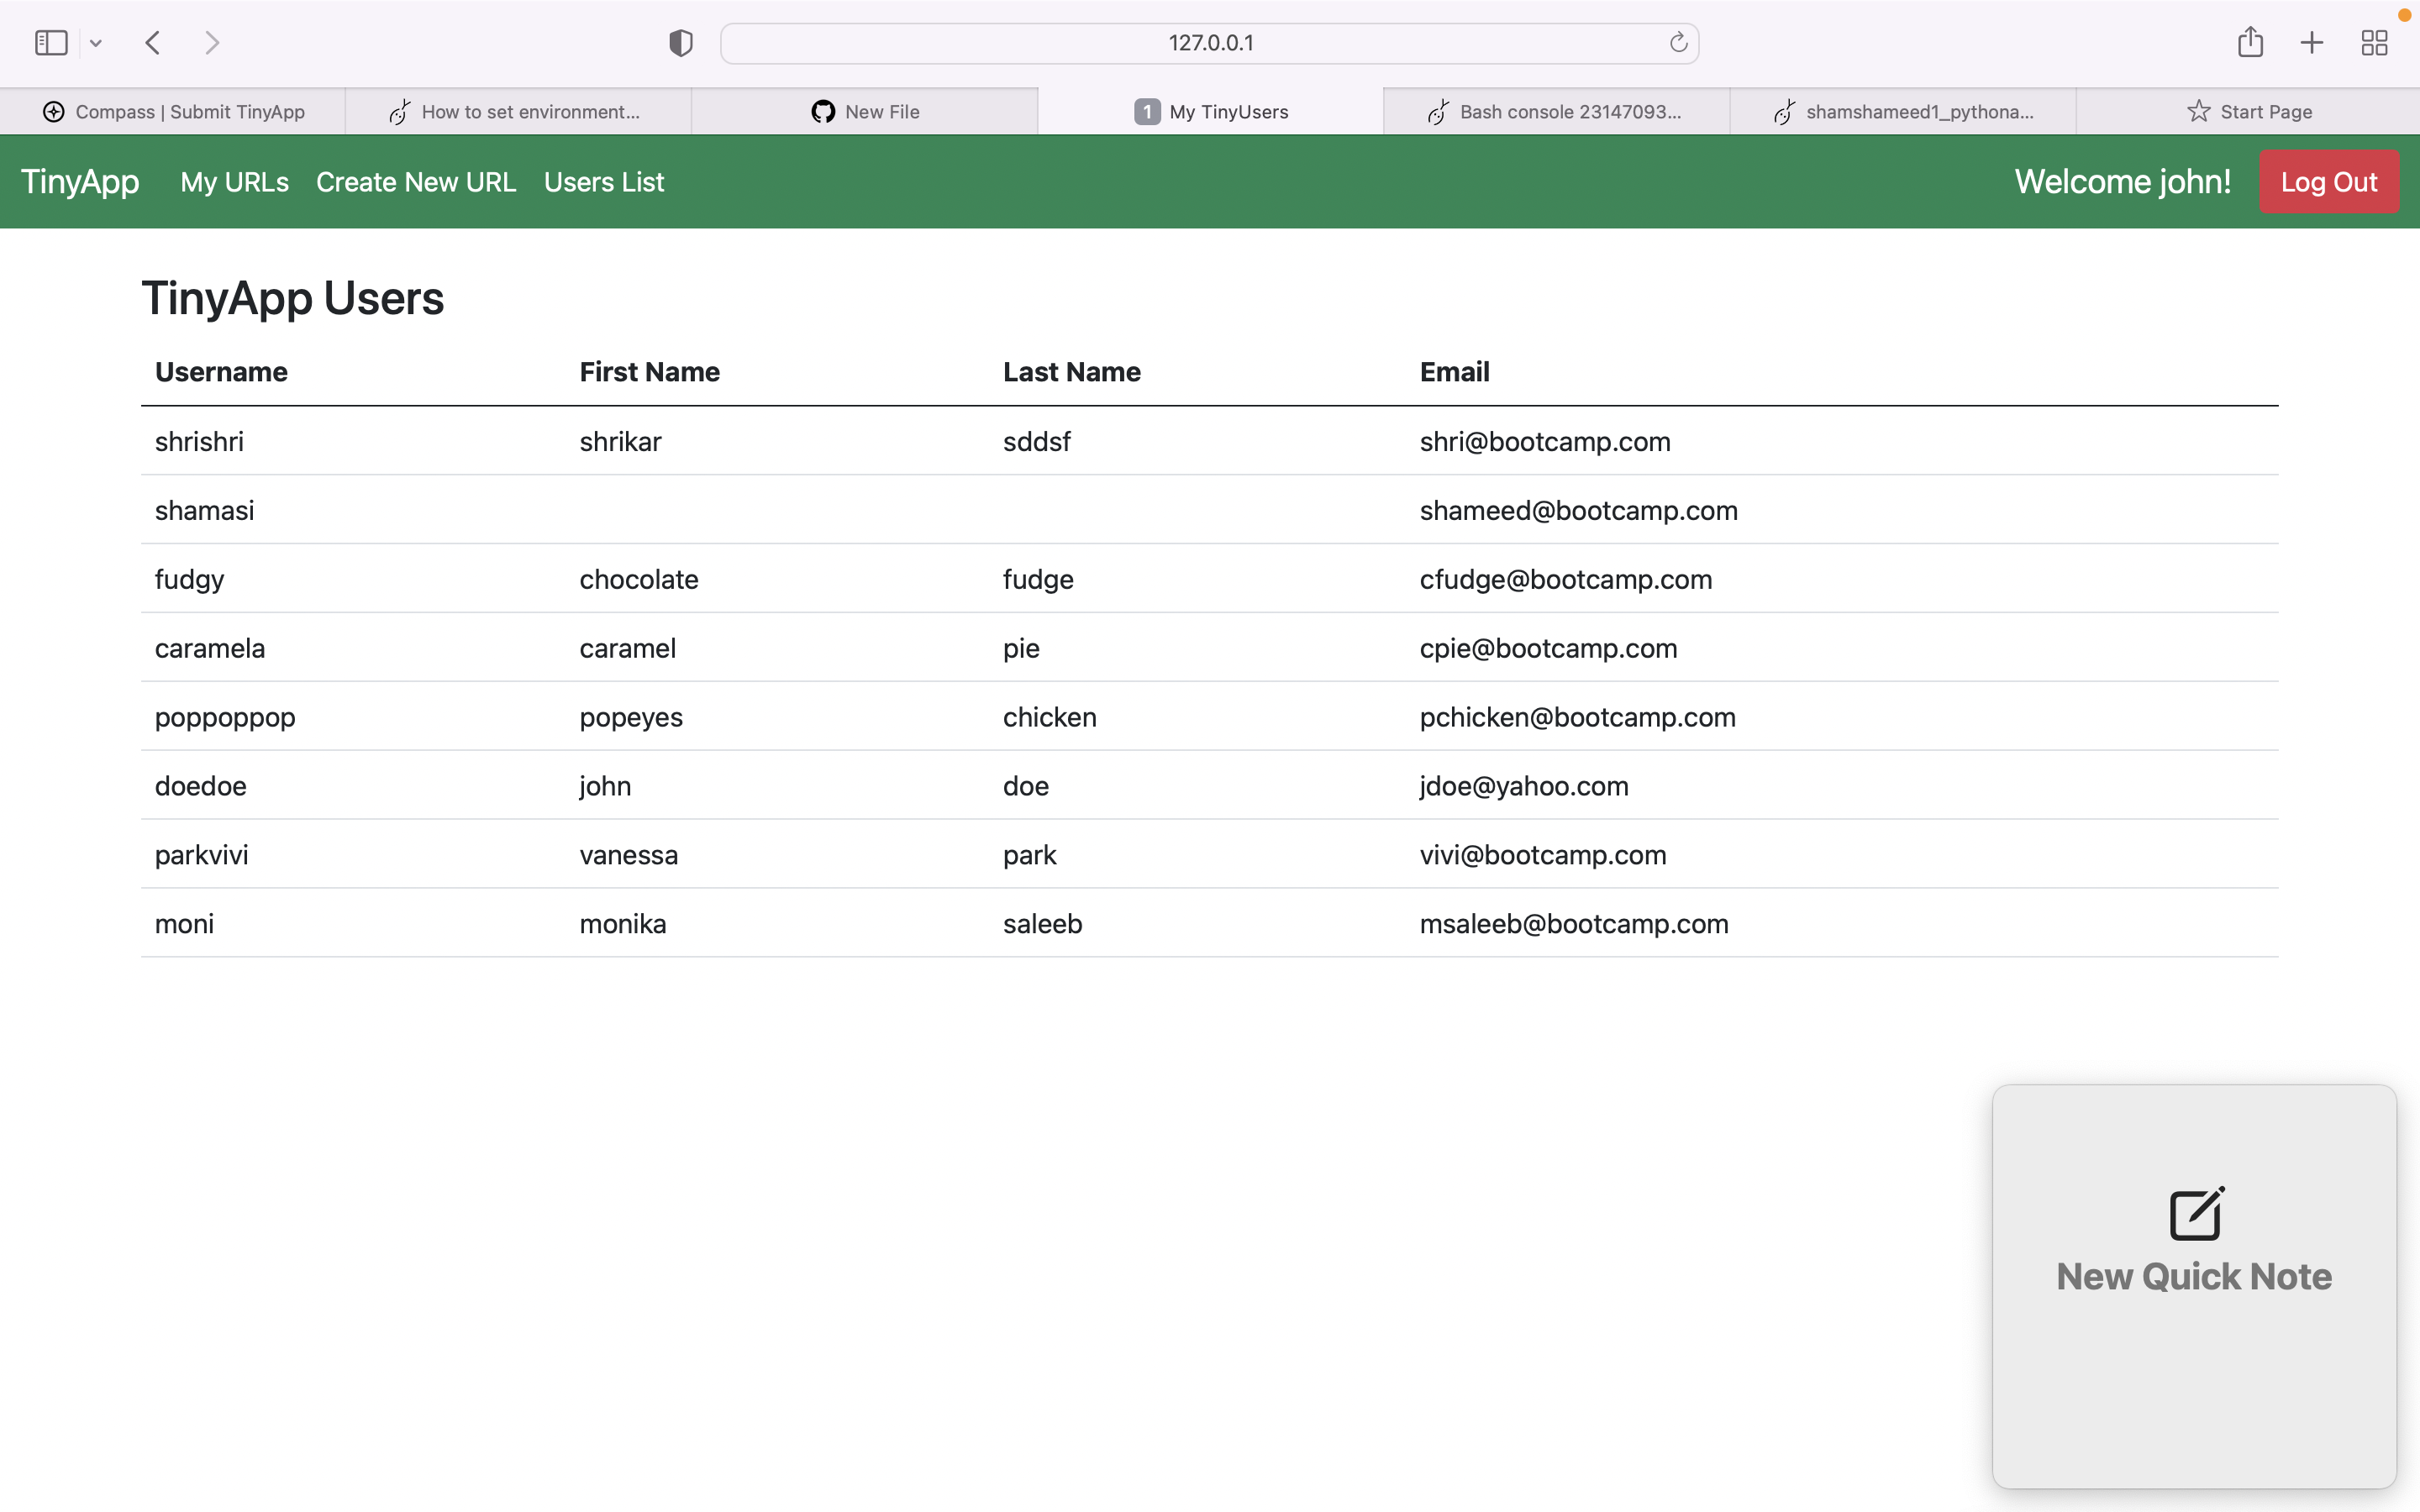 127.0.0.1
Compass | Submit TinyApp How to set environment... New File 1 My TinyUsers Bash console 23147093... shamshameed1_pythona... Start Page
TinyApp My URLs Create New URL Users List Welcome john! Log Out
TinyApp Users
Username First Name Last Name Email
shrishri shrikar sddsf shri@bootcamp.com
shamasi shameed@bootcamp.com
fudgy chocolate fudge cfudge@bootcamp.com
caramela caramel pie cpie@bootcamp.com
poppoppop popeyes chicken pchicken@bootcamp.com
doedoe john doe jdoe@yahoo.com
parkvivi vanessa park vivi@bootcamp.com
moni monika saleeb msaleeb@bootcamp.com
New Quick Note